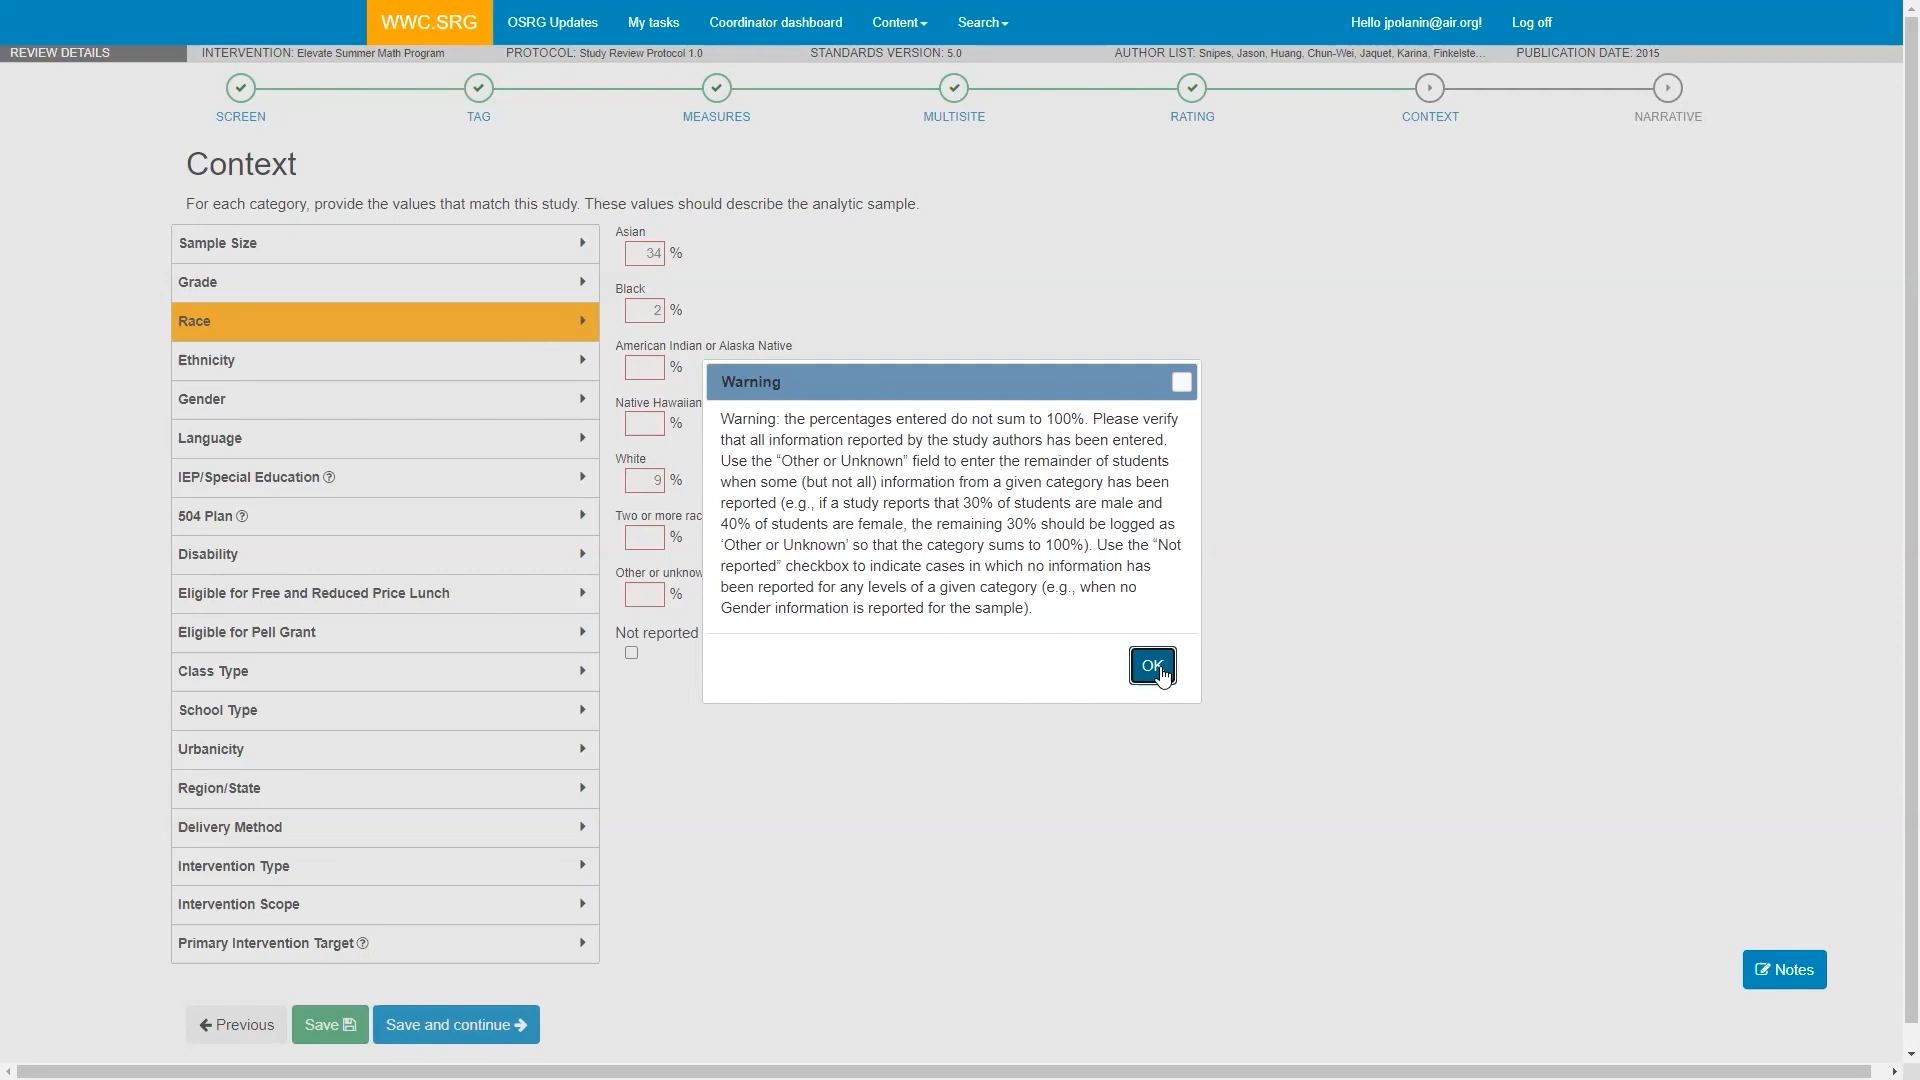 WWC.SRG OSRG Updates My tasks Coordinator dashboard Content Search Hello jpolanin@air.org! Log off
REVIEW DETAILS INTERVENTION: Elevate Summer Math Program PROTOCOL: Study Review Protocol 1.0 STANDARDS VERSION: 5.0 AUTHOR LIST: Snipes, Jason, Huang, Chun-Wei, Jaquet, Karina, Finkelste... PUBLICATION DATE: 2015
SCREEN TAG MEASURES MULTISITE RATING CONTEXT NARRATIVE
Context
For each category, provide the values that match this study. These values should describe the analytic sample.
Sample Size
Grade
Race
Ethnicity
Gender
Language
IEP/Special Education ?
504 Plan ?
Disability
Eligible for Free and Reduced Price Lunch
Eligible for Pell Grant
Class Type
School Type
Urbanicity
Region/State
Delivery Method
Intervention Type
Intervention Scope
Primary Intervention Target ?
Asian
34 %
Black
2 %
American Indian or Alaska Native
%
Native Hawaiian
%
White
9 %
Two or more rac
%
Other or unknow
%
Not reported
Warning
Warning: the percentages entered do not sum to 100%. Please verify
that all information reported by the study authors has been entered.
Use the “Other or Unknown” field to enter the remainder of students
when some (but not all) information from a given category has been
reported (e.g., if a study reports that 30% of students are male and
40% of students are female, the remaining 30% should be logged as
‘Other or Unknown’ so that the category sums to 100%). Use the “Not
reported” checkbox to indicate cases in which no information has
been reported for any levels of a given category (e.g., when no
Gender information is reported for the sample).
OK
Notes
Previous Save Save and continue